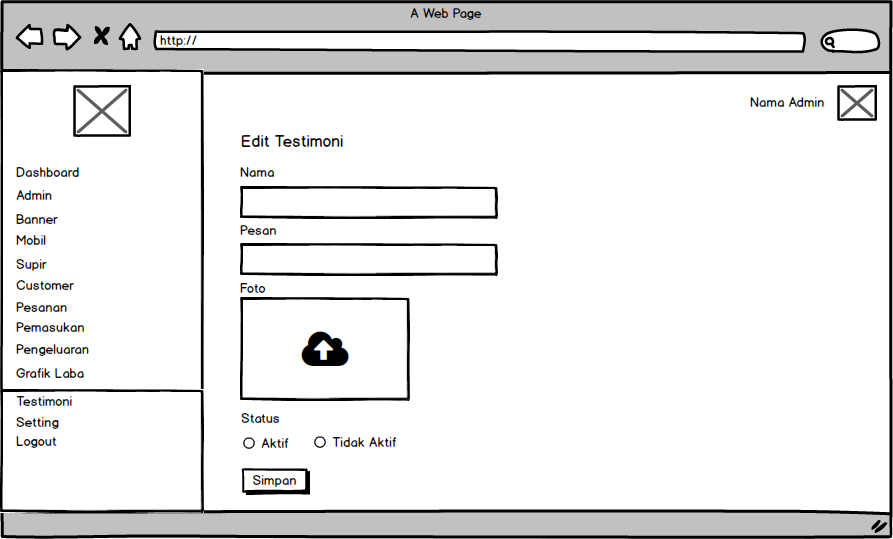 A Web Page
http://
Nama Admin
Edit Testimoni
Nama
Pesan
Foto
Status
Aktif
Tidak Aktif
Simpan
Dashboard
Admin
Banner
Mobil
Supir
Customer
Pesanan
Pemasukan
Pengeluaran
Grafik Laba
Testimoni
Setting
Logout